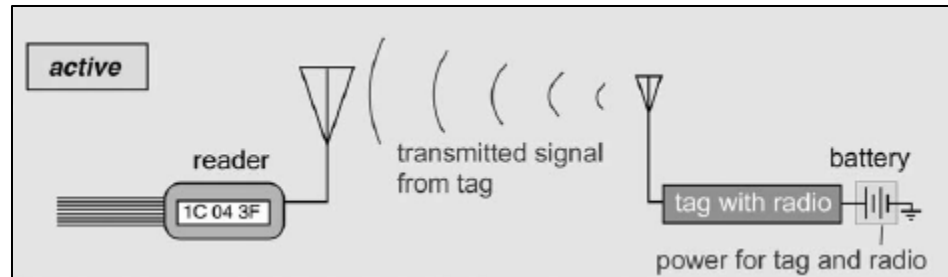 active
transmitted signal
from tag
reader
battery
1C 04 3F
tag with radio
power for tag and radio